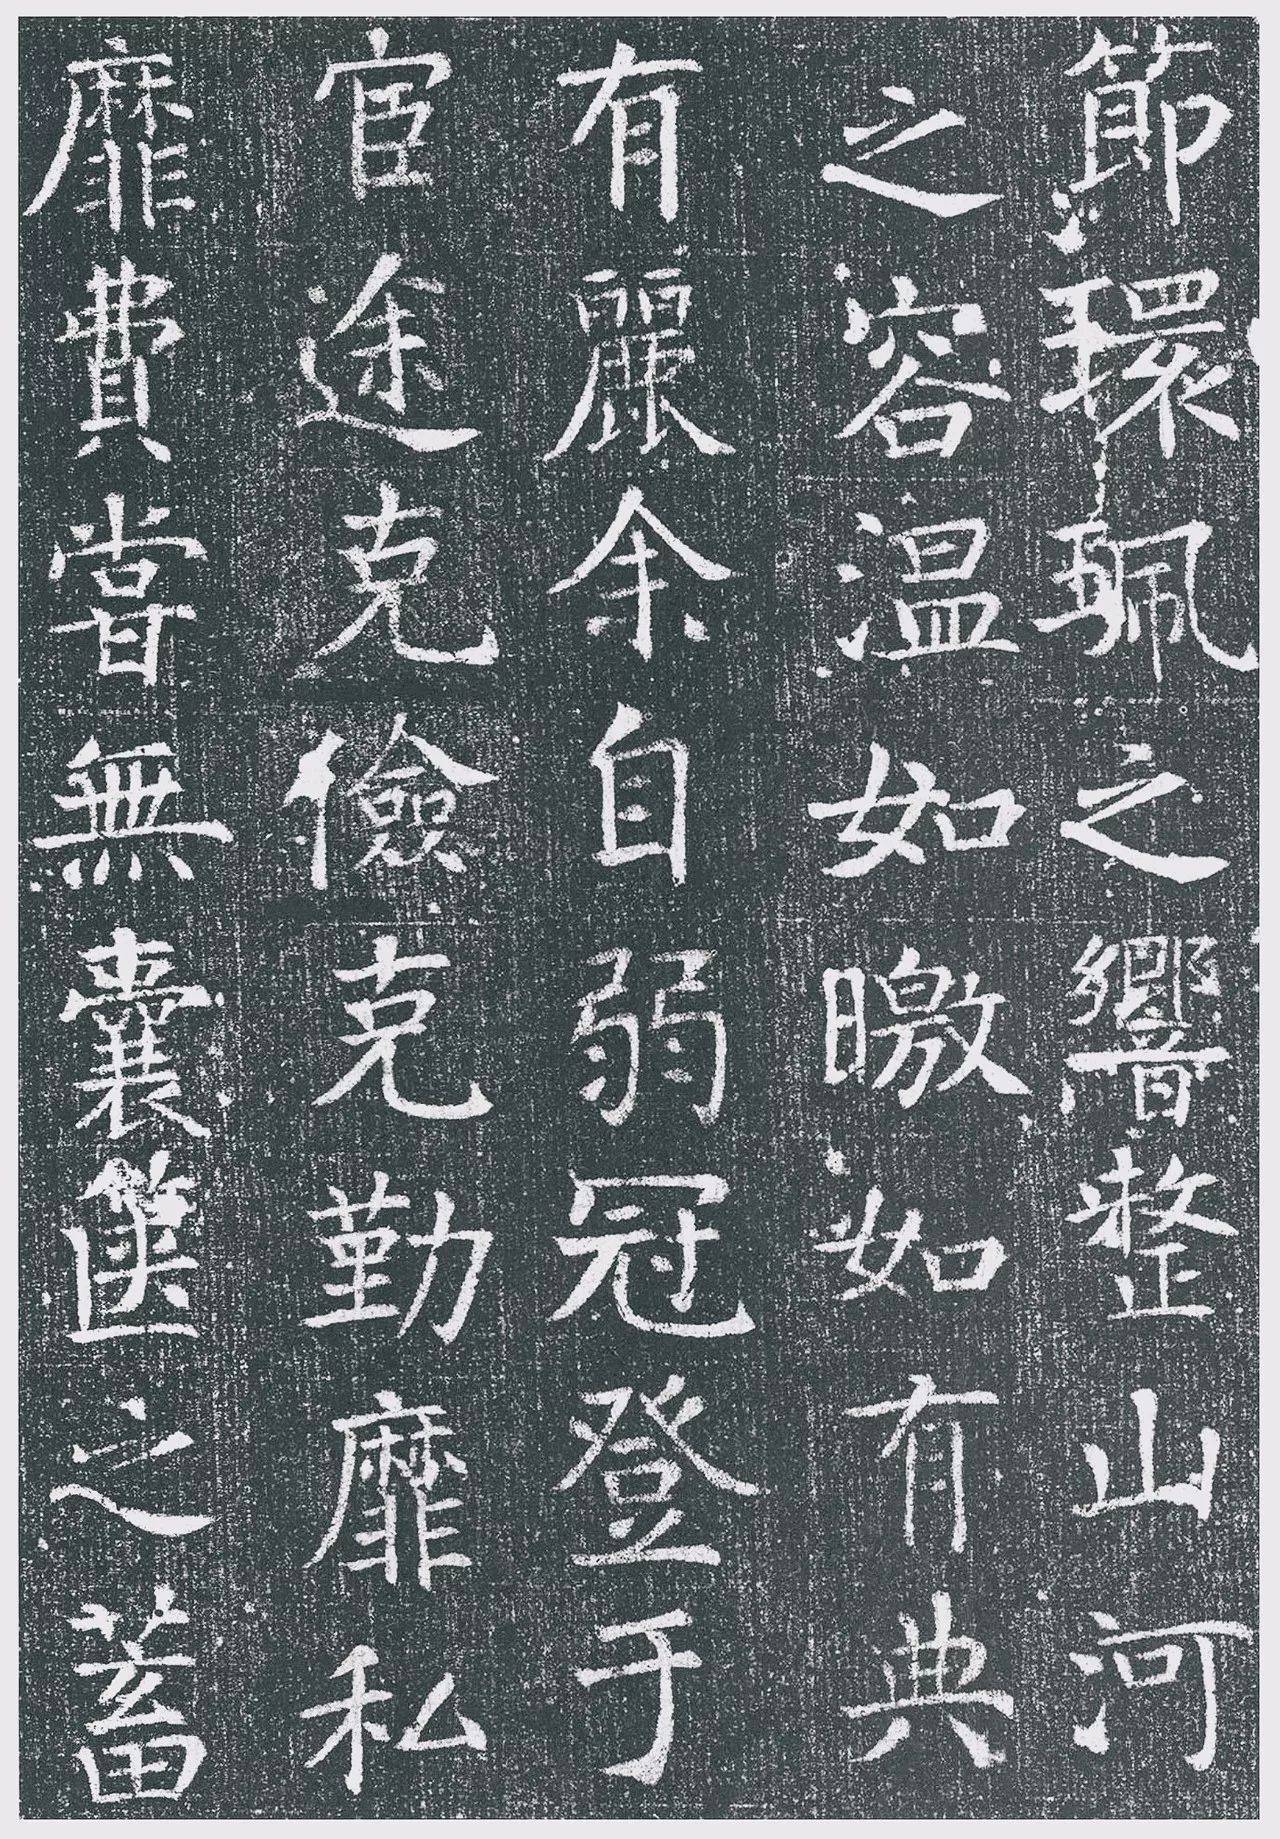 節環珮之響整山河
之容溫如曒如有典
有麗余自弱冠登于
宦途克儉克勤靡私
靡費嘗無囊篋之蓄